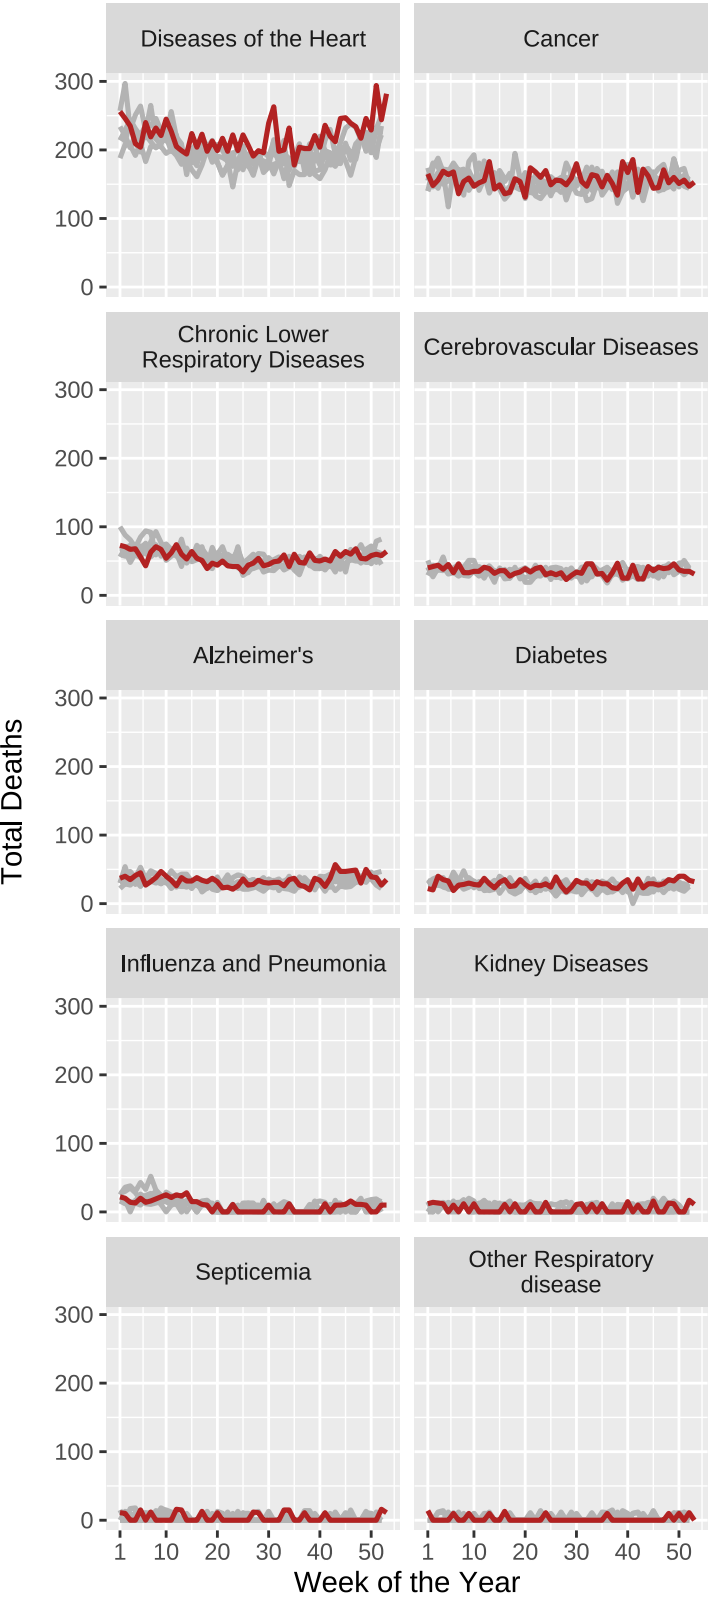 Diseases of the Heart
Cancer
300
200
100
0
Chronic Lower
Respiratory Diseases
Cerebrovascular Diseases
300
200
100
0
Alzheimer's
Diabetes
300
200
100
0
Influenza and Pneumonia
Kidney Diseases
300
200
100
0
Septicemia
Other Respiratory
disease
300
200
100
0
1 10 20 30 40 50
1 10 20 30 40 50
Week of the Year
Total Deaths